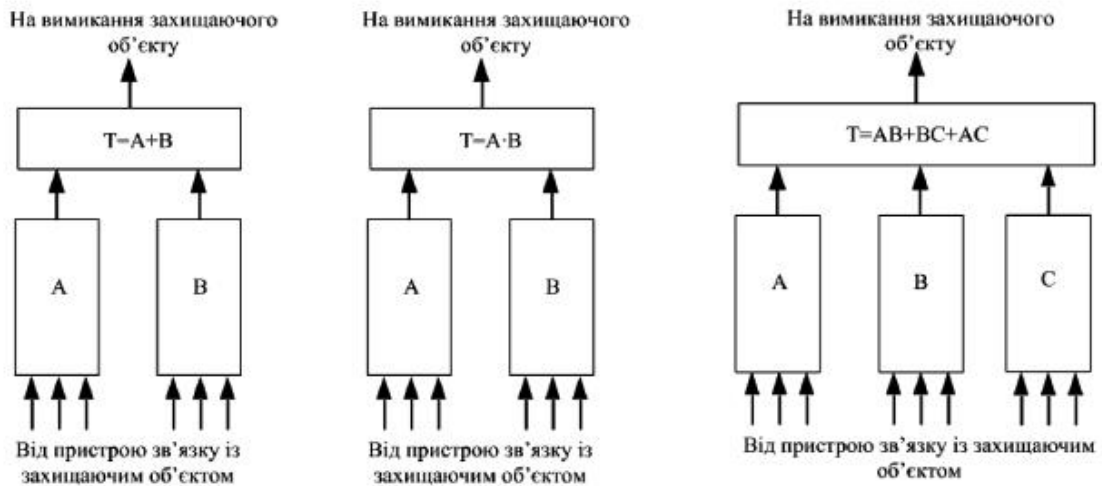 На вимикання захищаючого
об’єкту
T=A+B
A
B
Від пристрою зв’язку із
захищаючим об’єктом
На вимикання захищаючого
об’єкту
T=A·B
A
B
Від пристрою зв’язку із
захищаючим об’єктом
На вимикання захищаючого
об’єкту
T=AB+BC+AC
A
B
C
Від пристрою зв’язку із захищаючим
об’єктом